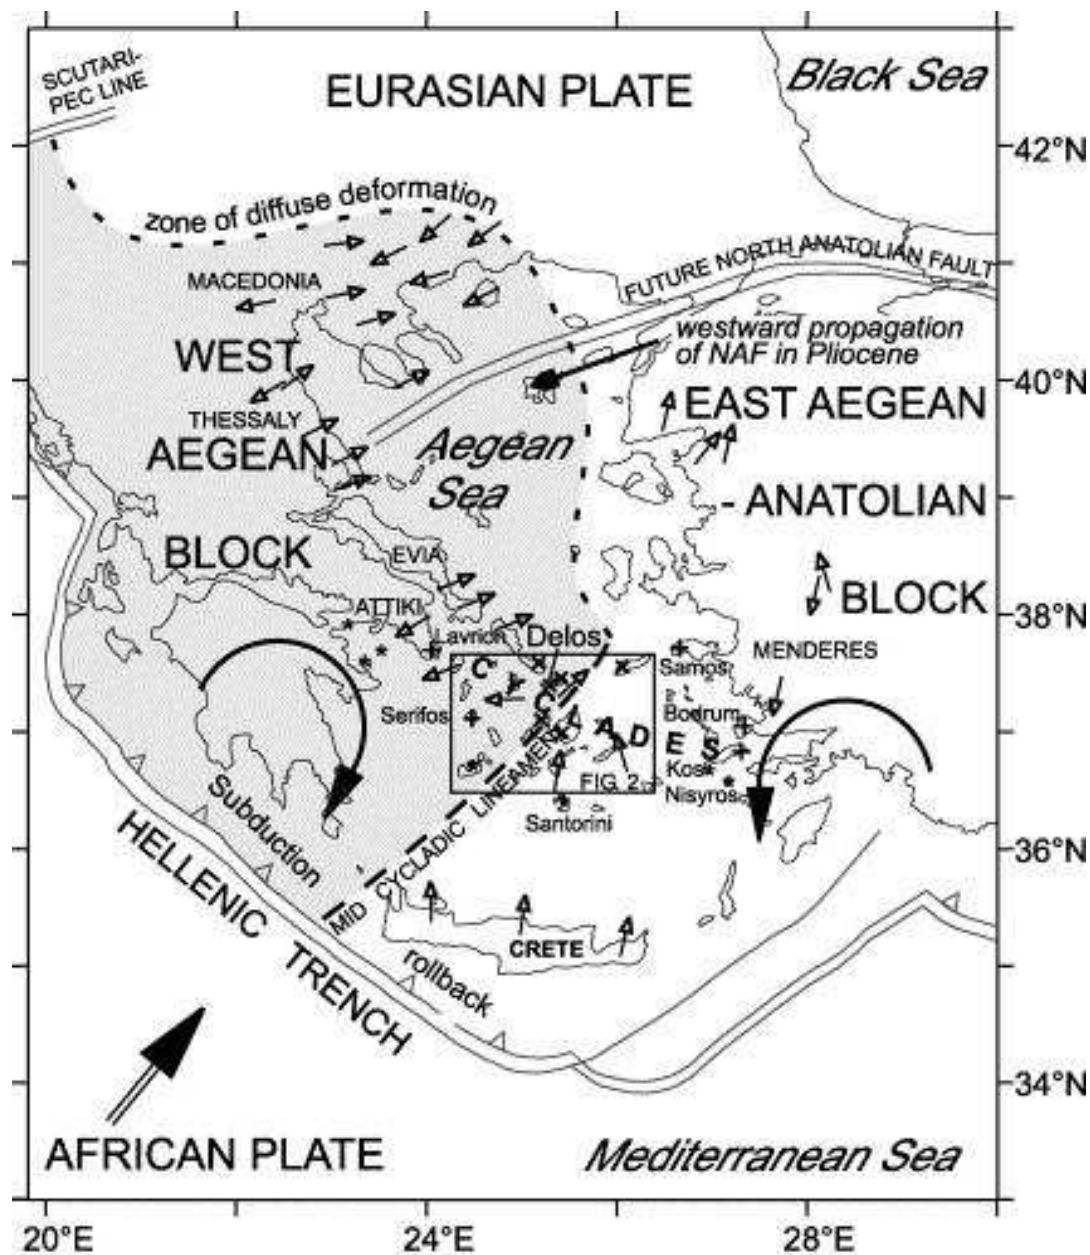 SCUTARI-
PEC LINE
EURASIAN PLATE
Black Sea
42°N
zone of diffuse deformation
MACEDONIA
FUTURE NORTH ANATOLIAN FAULT
westward propagation
of NAF in Pliocene
WEST
40°N
THESSALY
EAST AEGEAN
AEGEAN
Aegean
Sea
- ANATOLIAN
BLOCK
EVIA
BLOCK
ATTIKI
38°N
Lavrion
Delos
MENDERES
Samos
C Y C L A D E S
Serifos
Bodrum
Kos
FIG. 2
Nisyros
Santorini
Subduction
MID CYCLADIC LINEAMENT
36°N
HELLENIC TRENCH
CRETE
rollback
34°N
AFRICAN PLATE
Mediterranean Sea
20°E
24°E
28°E